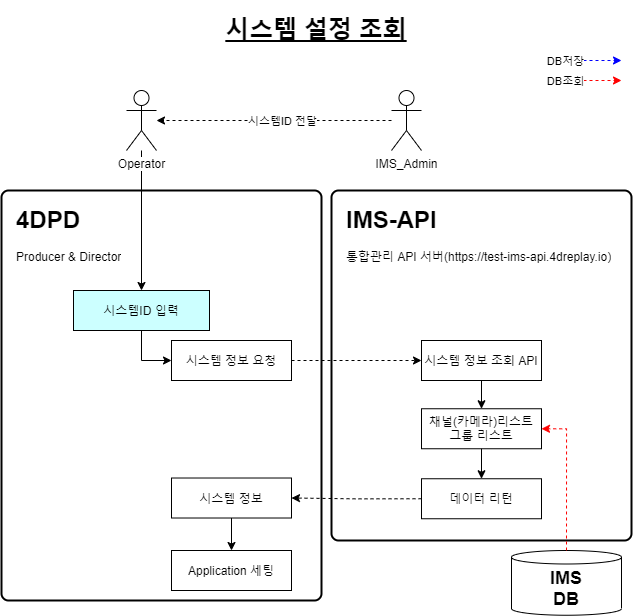 시스템 설정 조회
DB저장
DB조회
시스템ID 전달
Operator
IMS_Admin
4DPD
Producer & Director
IMS-API
통합관리 API 서버(https://test-ims-api.4dreplay.io)
시스템ID 입력
시스템 정보 요청
시스템 정보 조회 API
채널(카메라)리스트
그룹 리스트
시스템 정보
데이터 리턴
Application 세팅
IMS
DB